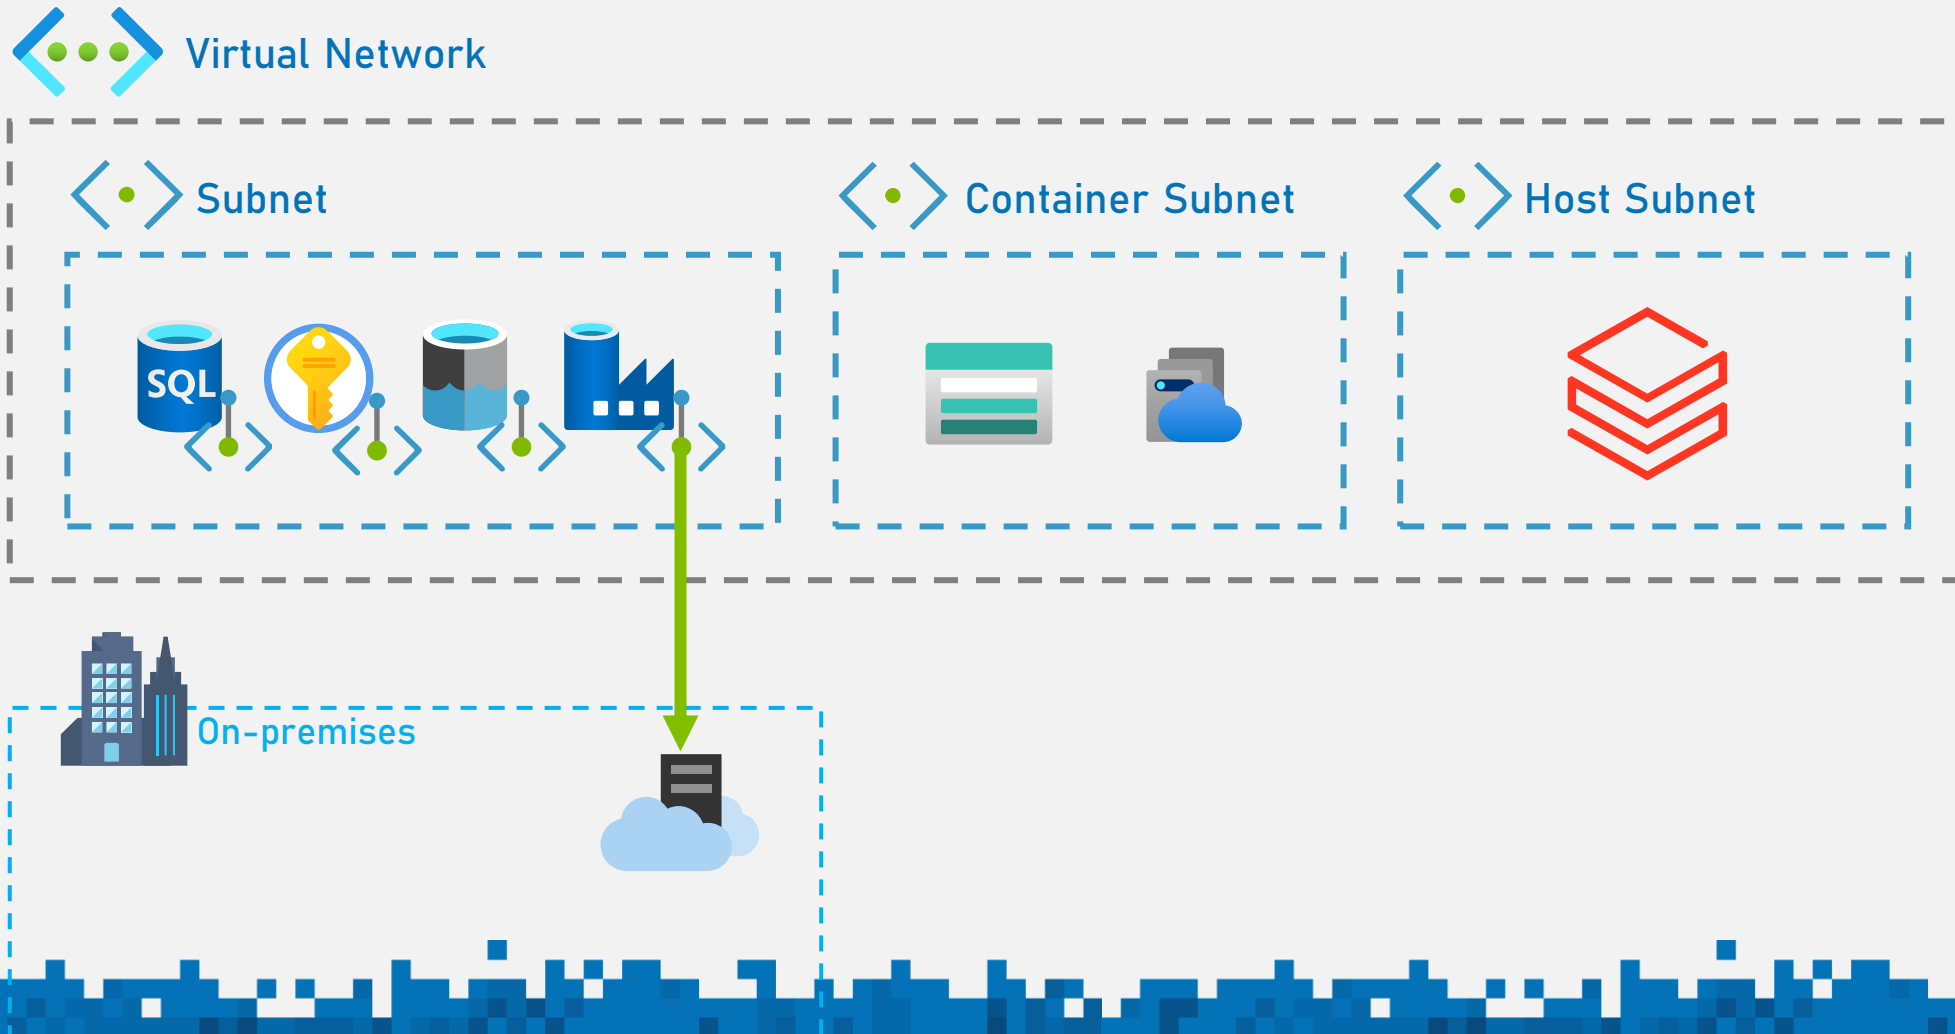 Virtual Network
Subnet
Container Subnet
Host Subnet
SQL
On-premises